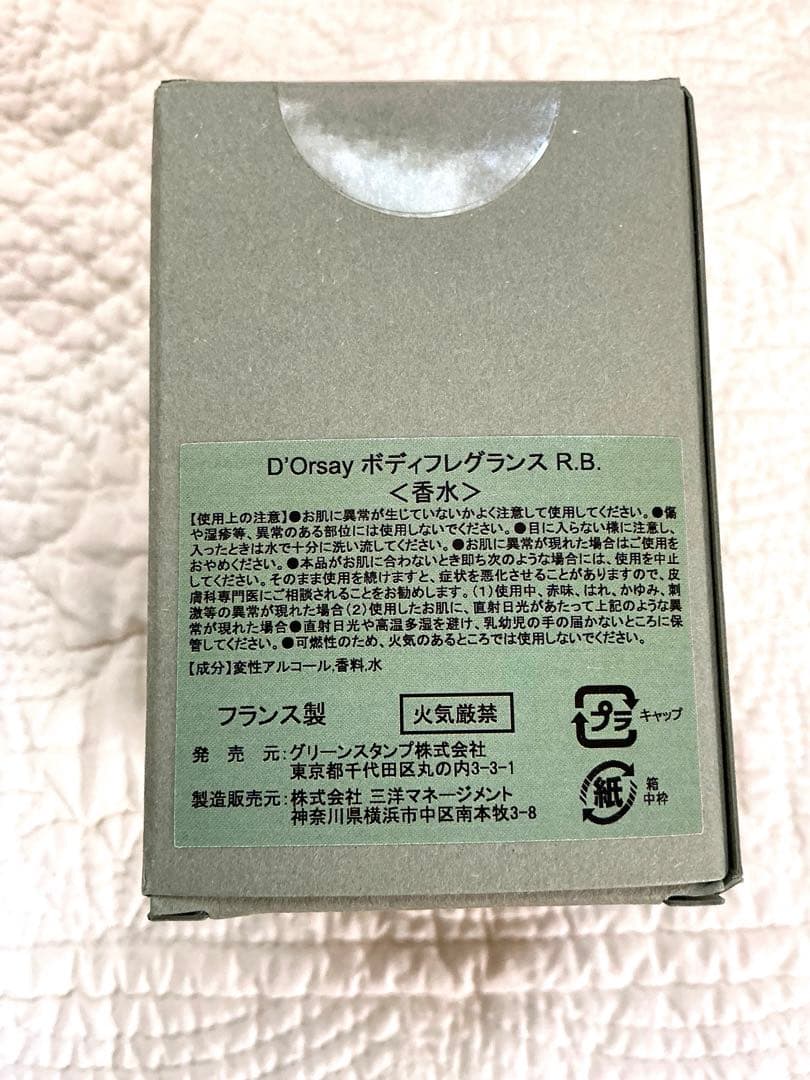 D'Orsay ボディフレグランス R.B.
＜香水＞
【使用上の注意】●お肌に異常が生じていないかよく注意して使用してください。●傷
や湿疹等、異常のある部位には使用しないでください。●目に入らない様に注意し、
入ったときは水で十分に洗い流してください。●お肌に異常が現れた場合はご使用を
おやめください。●本品がお肌に合わないとき即ち次のような場合には、使用を中止
してください。そのまま使用を続けますと、症状を悪化させることがありますので、皮
膚科専門医にご相談されることをお勧めします。（1）使用中、赤味、はれ、かゆみ、刺
激等の異常が現れた場合（2）使用したお肌に、直射日光があたって上記のような異
常が現れた場合●直射日光や高温多湿を避け、乳幼児の手の届かないところに保
管してください。●可燃性のため、火気のあるところでは使用しないでください。
【成分】変性アルコール,香料,水
フランス製 火気厳禁 プラ キャップ
発　売　元：グリーンスタンプ株式会社
東京都千代田区丸の内3-3-1
製造販売元：株式会社 三洋マネージメント
神奈川県横浜市中区南本牧3-8
紙 箱
中枠